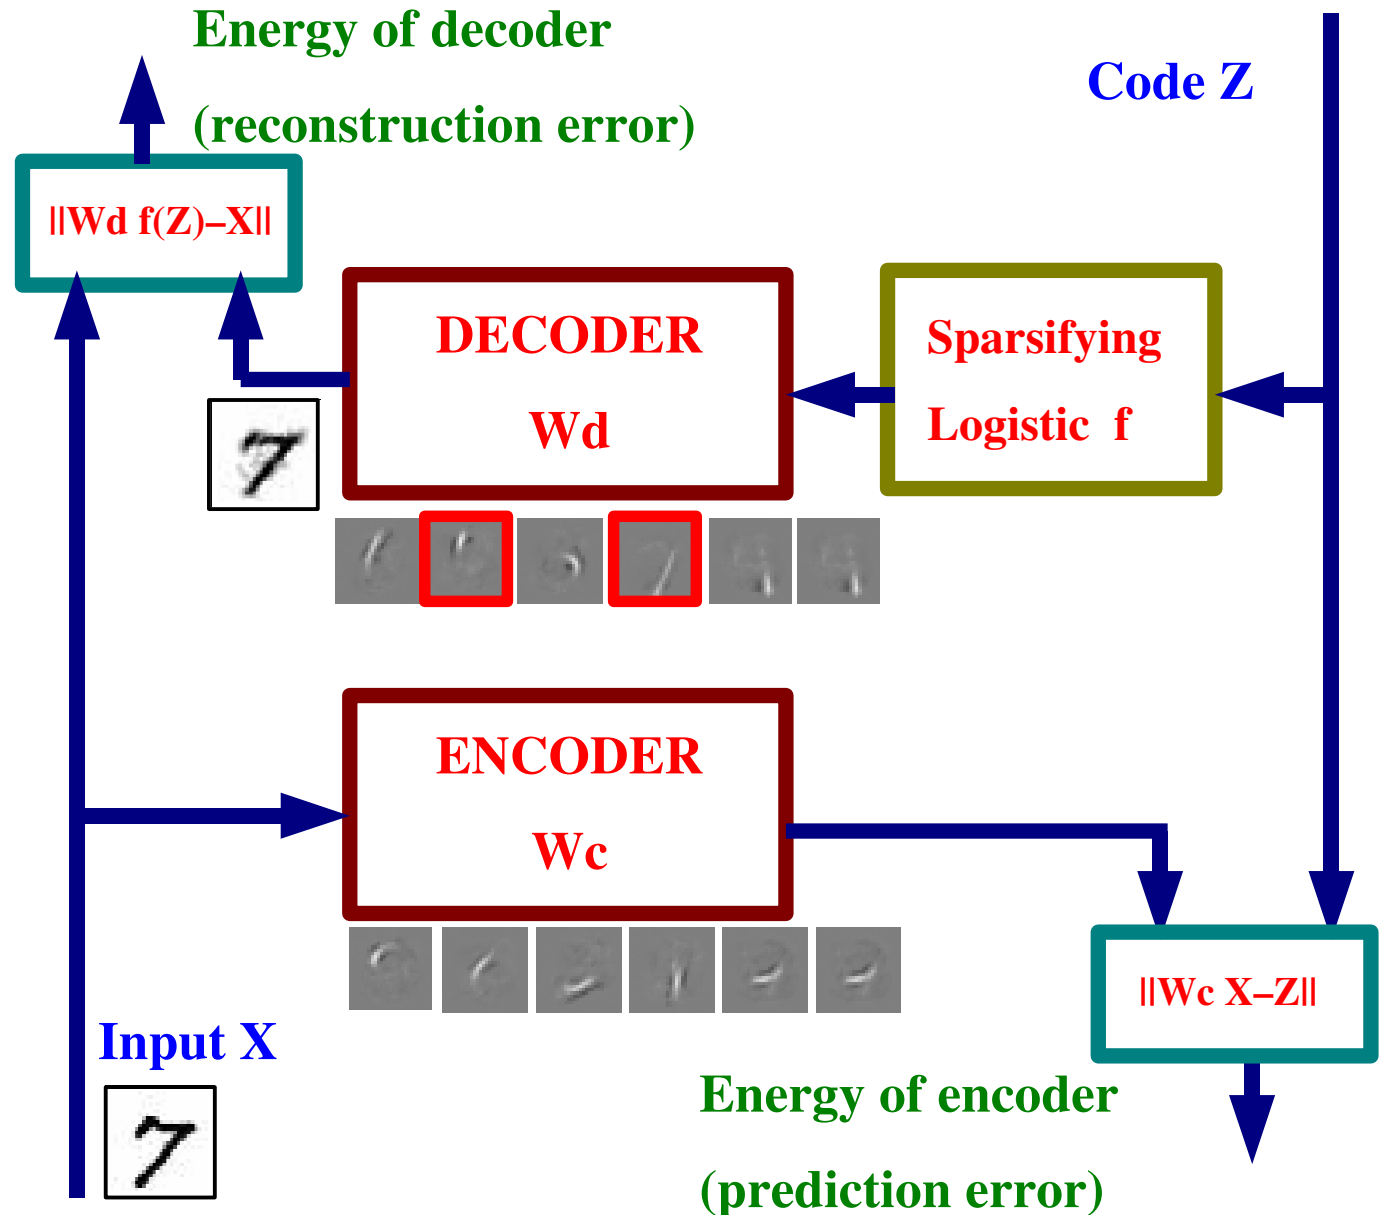 Energy of decoder
(reconstruction error)
Code Z
||Wd f(Z)–X||
DECODER
Wd
Sparsifying
Logistic f
ENCODER
Wc
||Wc X–Z||
Input X
Energy of encoder
(prediction error)